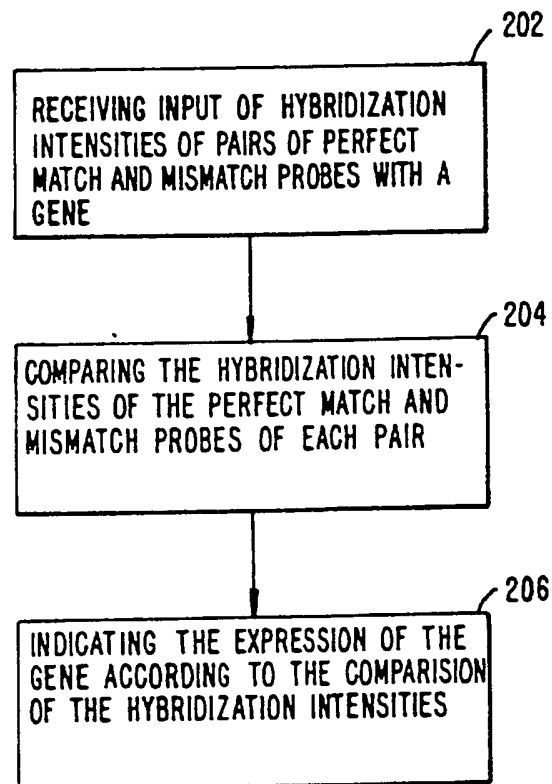 202
RECEIVING INPUT OF HYBRIDIZATION
INTENSITIES OF PAIRS OF PERFECT
MATCH AND MISMATCH PROBES WITH A
GENE
204
COMPARING THE HYBRIDIZATION INTEN-
SITIES OF THE PERFECT MATCH AND
MISMATCH PROBES OF EACH PAIR
206
INDICATING THE EXPRESSION OF THE
GENE ACCORDING TO THE COMPARISION
OF THE HYBRIDIZATION INTENSITIES